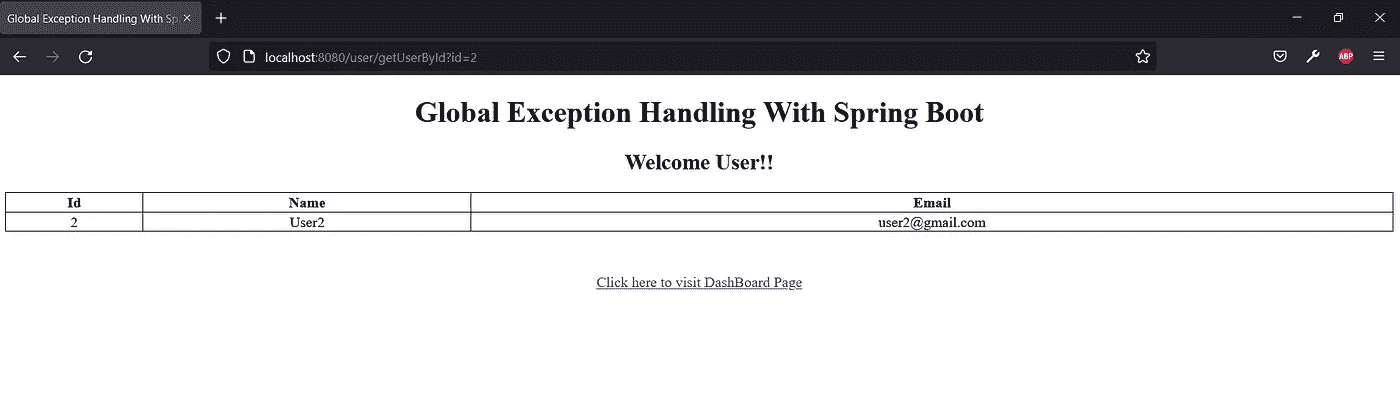 Global Exception Handling With Sp
localhost:8080/user/getUserById?id=2
ABP
Global Exception Handling With Spring Boot
Welcome User!!
Id Name Email
2 User2 user2@gmail.com
Click here to visit DashBoard Page